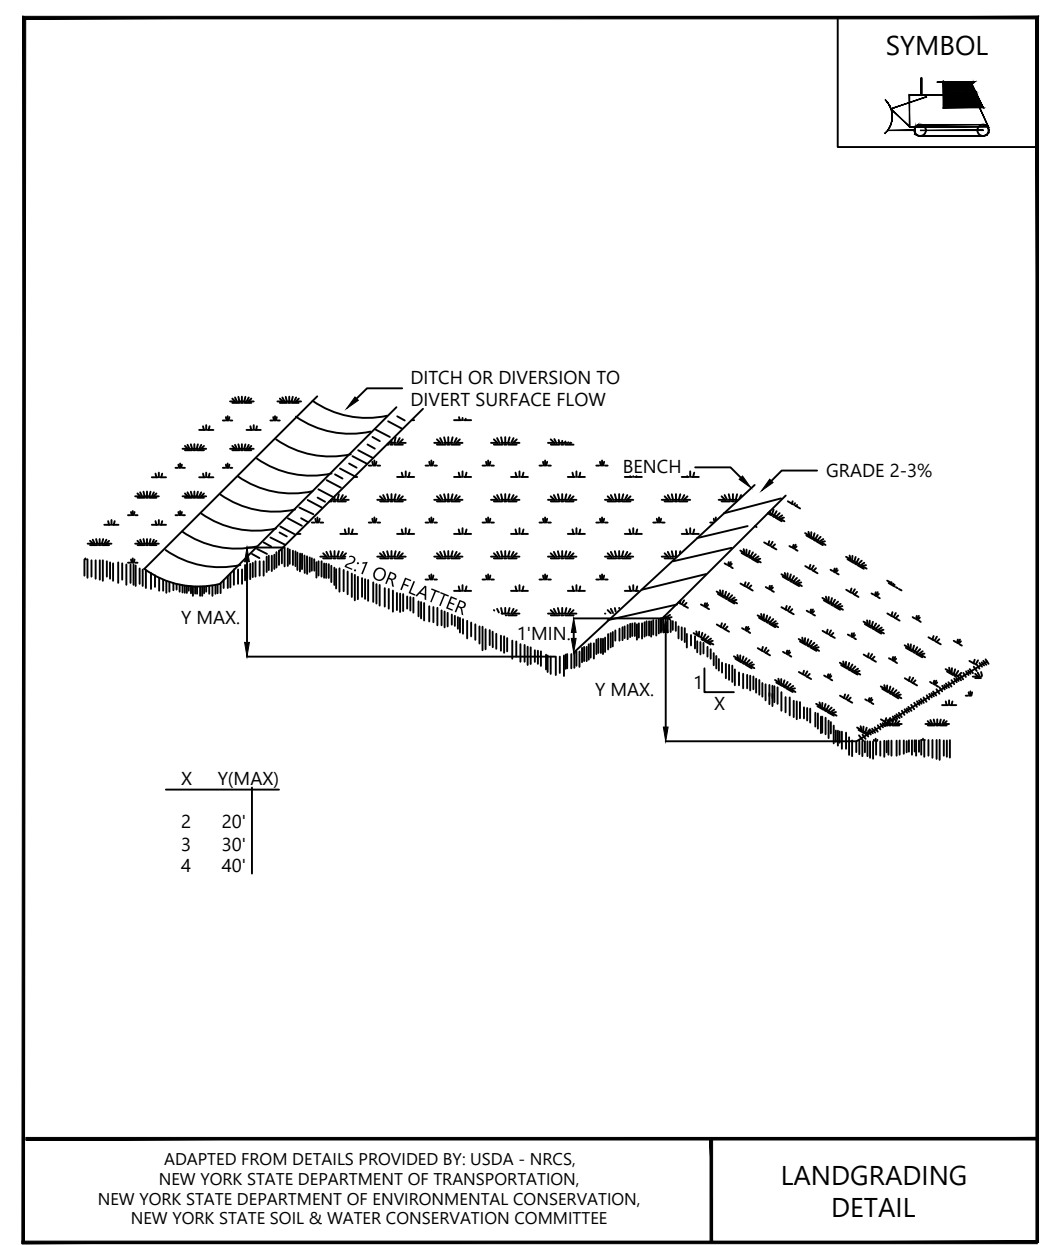 SYMBOL
DITCH OR DIVERSION TO
DIVERT SURFACE FLOW
BENCH
GRADE 2-3%
2:1 OR FLATTER
Y MAX.
1'MIN.
Y MAX.
1
X
X Y(MAX)
2 20'
3 30'
4 40'
ADAPTED FROM DETAILS PROVIDED BY: USDA - NRCS,
NEW YORK STATE DEPARTMENT OF TRANSPORTATION,
NEW YORK STATE DEPARTMENT OF ENVIRONMENTAL CONSERVATION,
NEW YORK STATE SOIL & WATER CONSERVATION COMMITTEE
LANDGRADING
DETAIL